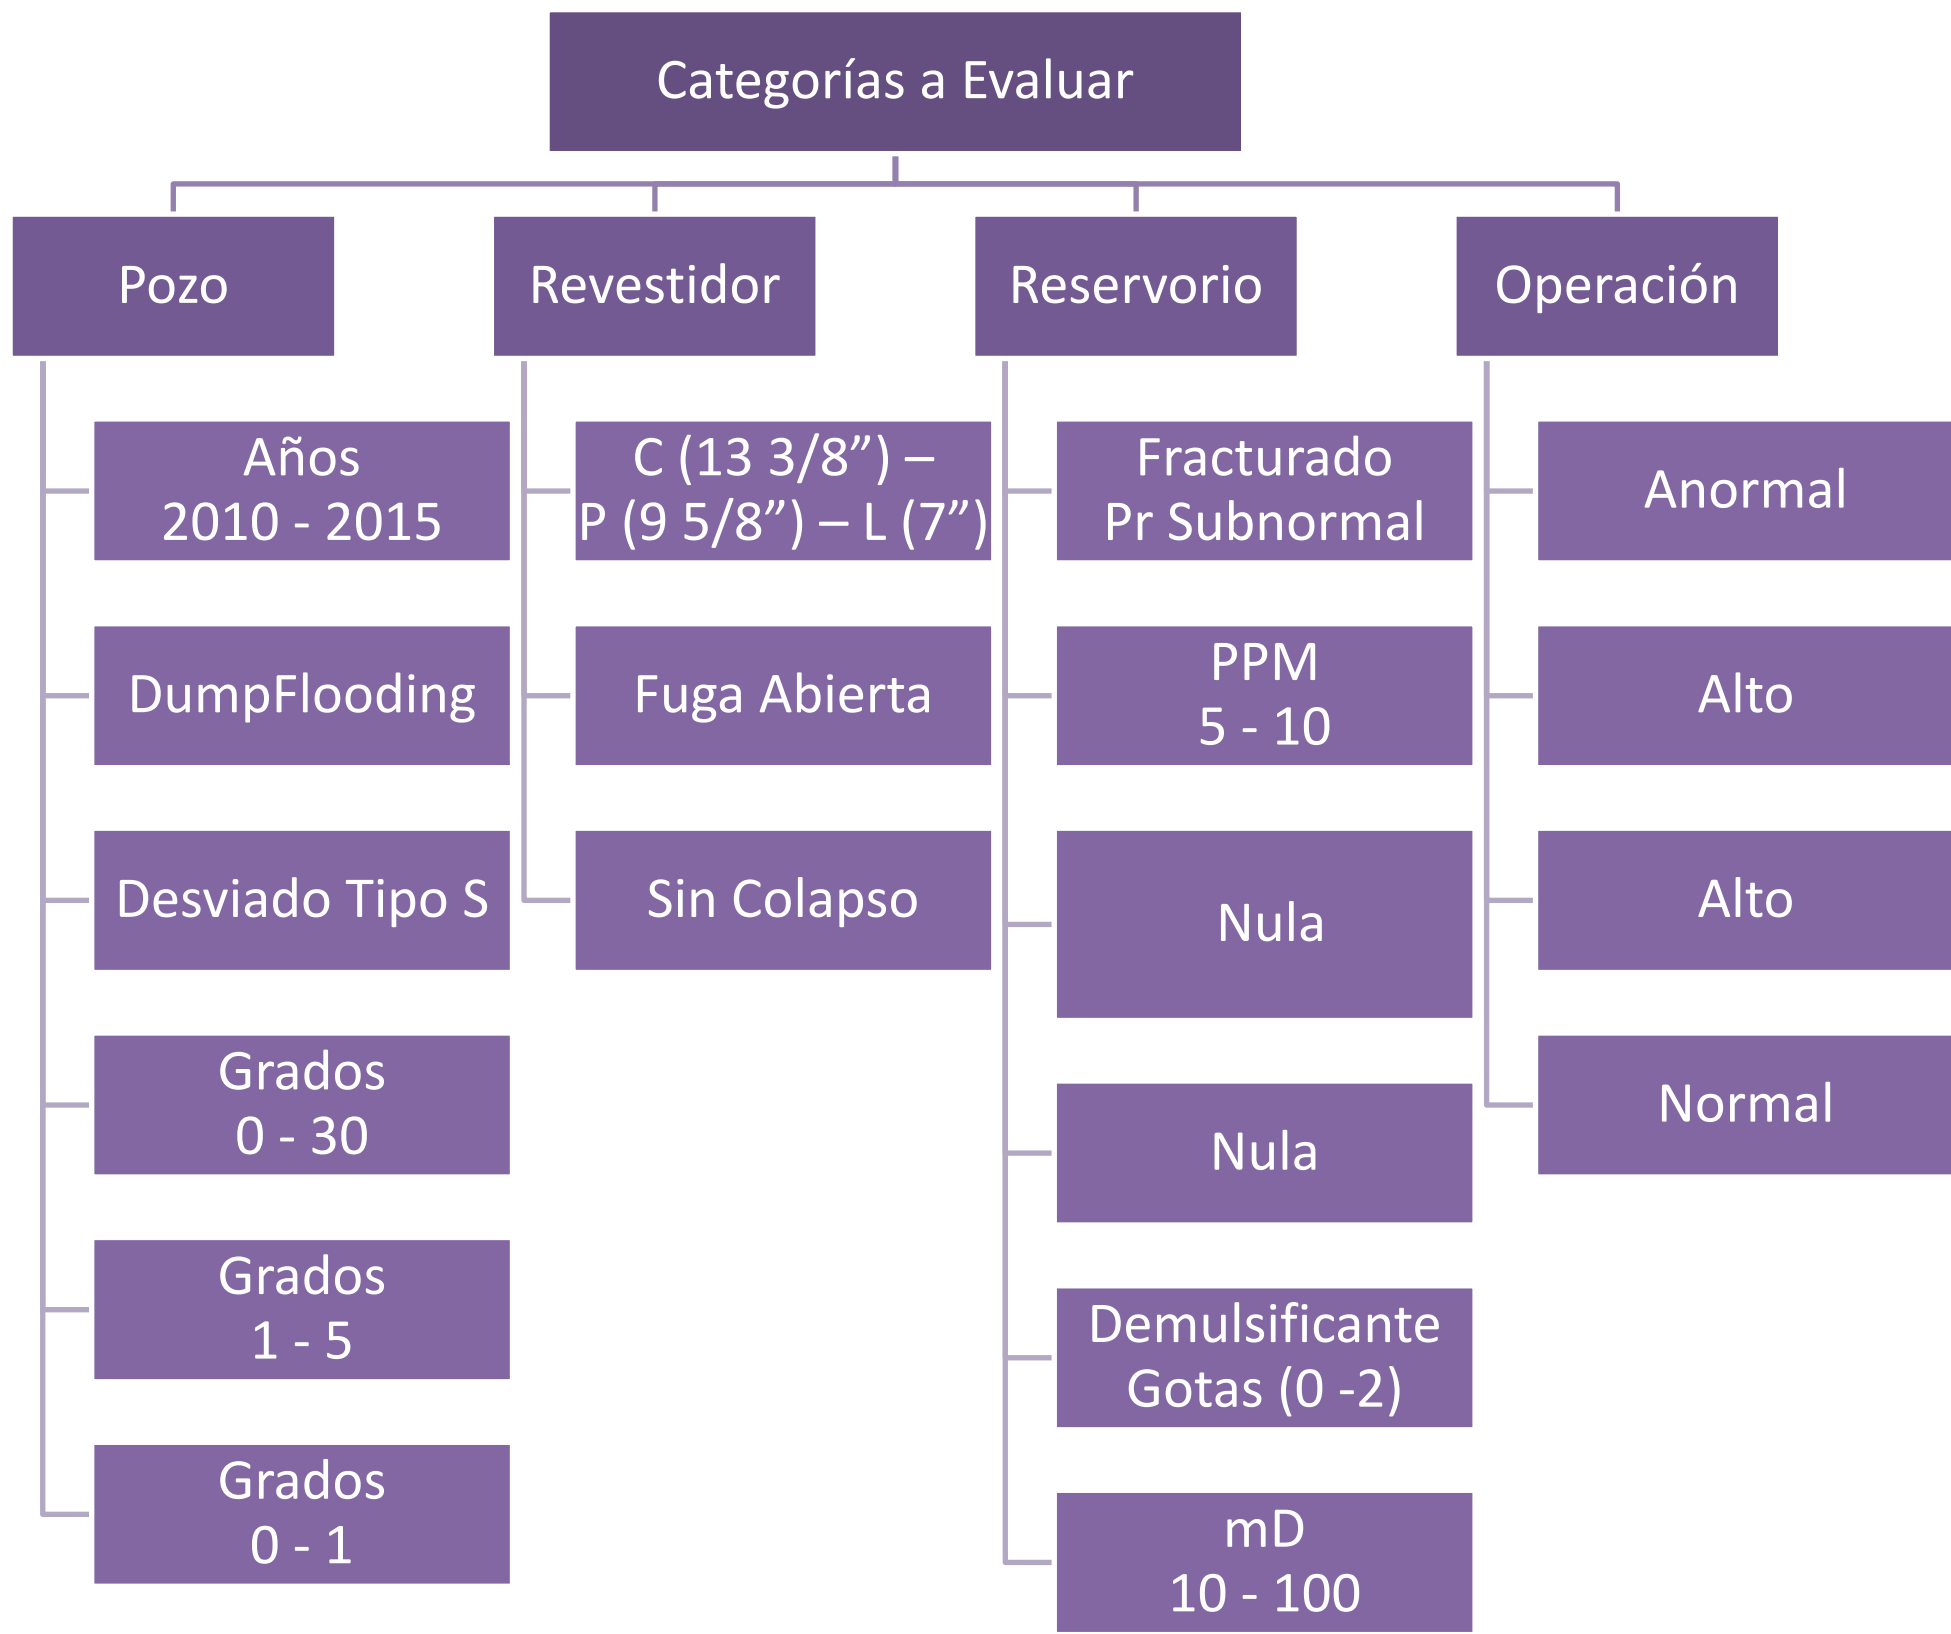 Categorías a Evaluar
Pozo
Años
2010 - 2015
DumpFlooding
Desviado Tipo S
Grados
0 - 30
Grados
1 - 5
Grados
0 - 1
Revestidor
C (13 3/8”) –
P (9 5/8”) – L (7”)
Fuga Abierta
Sin Colapso
Reservorio
Fracturado
Pr Subnormal
PPM
5 - 10
Nula
Nula
Demulsificante
Gotas (0 -2)
mD
10 - 100
Operación
Anormal
Alto
Alto
Normal